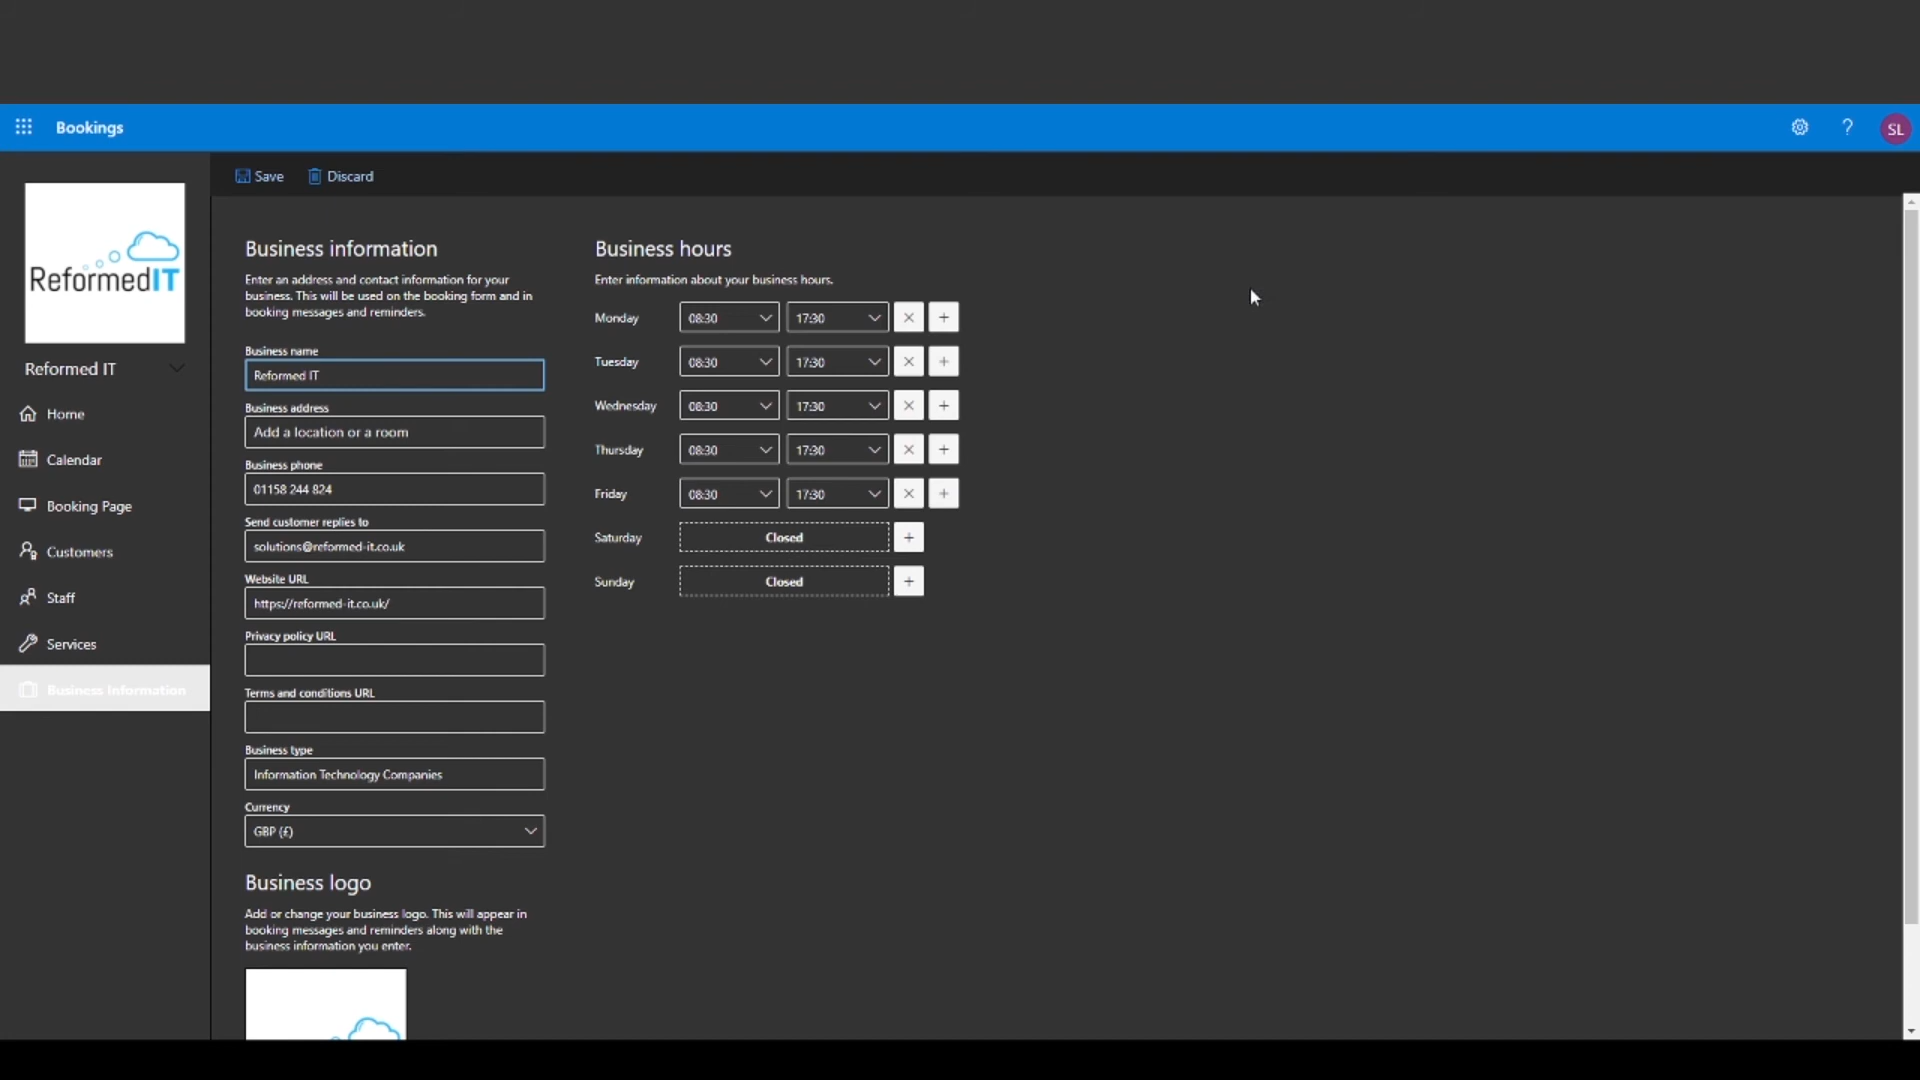 Bookings
?
SL
Save
Discard
ReformedIT
Reformed IT
Home
Calendar
Booking Page
Customers
Staff
Services
Business Information
Business information
Enter an address and contact information for your
business. This will be used on the booking form and in
booking messages and reminders.
Business name
Reformed IT
Business address
Add a location or a room
Business phone
01158 244 824
Send customer replies to
solutions@reformed-it.co.uk
Website URL
https://reformed-it.co.uk/
Privacy policy URL
Terms and conditions URL
Business type
Information Technology Companies
Currency
GBP (£)
Business logo
Add or change your business logo. This will appear in
booking messages and reminders along with the
business information you enter.
Business hours
Enter information about your business hours.
Monday 08:30 17:30
Tuesday 08:30 17:30
Wednesday 08:30 17:30
Thursday 08:30 17:30
Friday 08:30 17:30
Saturday Closed
Sunday Closed